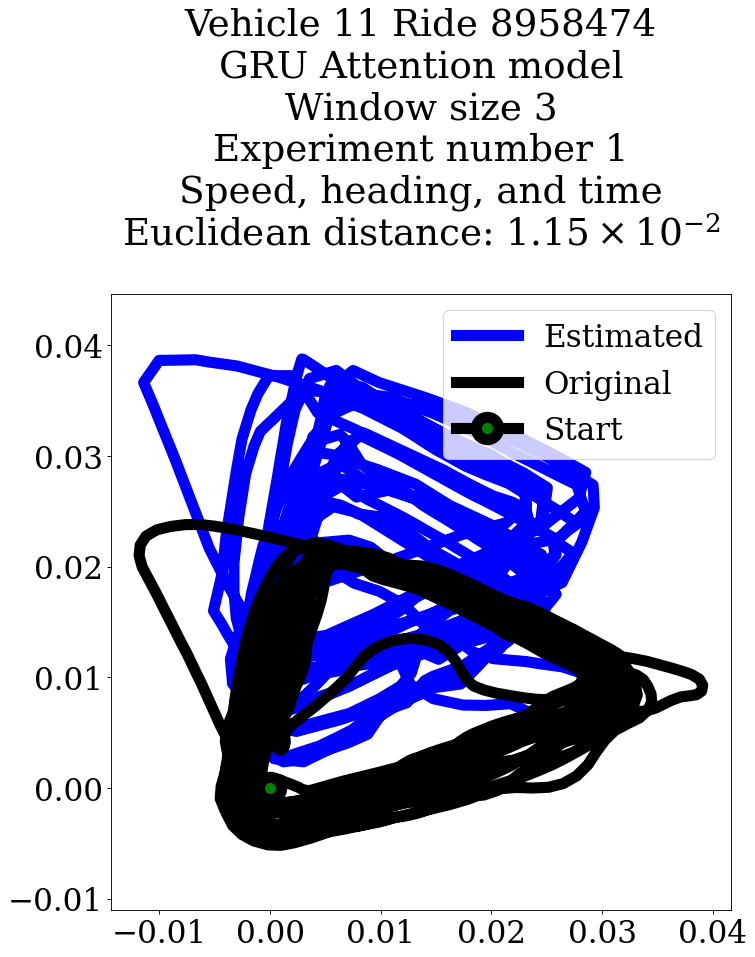 Vehicle 11 Ride 8958474
GRU Attention model
Window size 3
Experiment number 1
Speed, heading, and time
Euclidean distance: 1.15 × 10⁻²
Estimated
Original
Start
0.04
0.03
0.02
0.01
0.00
−0.01
−0.01 0.00 0.01 0.02 0.03 0.04